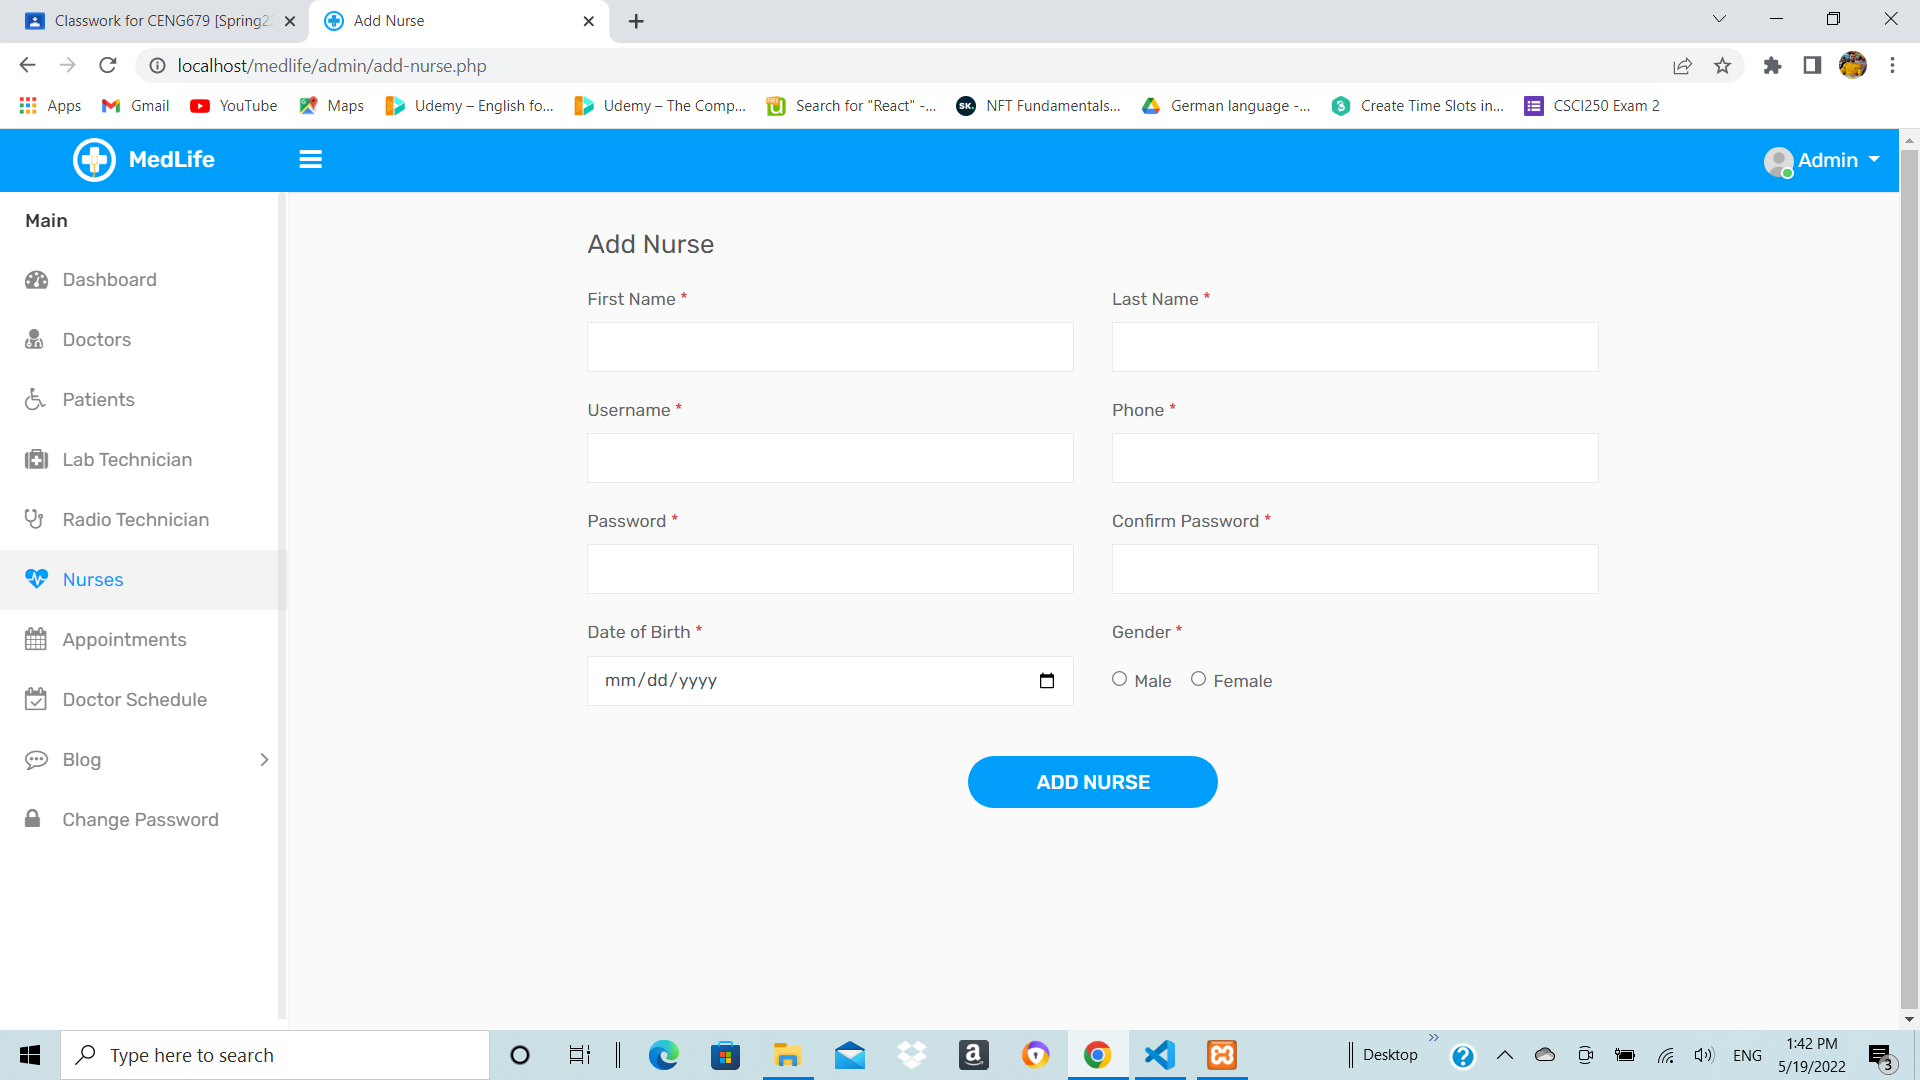 Classwork for CENG679 [Spring22
Add Nurse
localhost/medlife/admin/add-nurse.php
Apps
Gmail
YouTube
Maps
Udemy – English fo...
Udemy – The Comp...
Search for "React" -...
SK.
NFT Fundamentals...
German language -...
Create Time Slots in...
CSCI250 Exam 2
MedLife
Admin
Main
Dashboard
Doctors
Patients
Lab Technician
Radio Technician
Nurses
Appointments
Doctor Schedule
Blog
Change Password
Add Nurse
First Name *
Last Name *
Username *
Phone *
Password *
Confirm Password *
Date of Birth *
Gender *
mm/dd/yyyy
Male
Female
ADD NURSE
Type here to search
Desktop
ENG
1:42 PM
5/19/2022
3